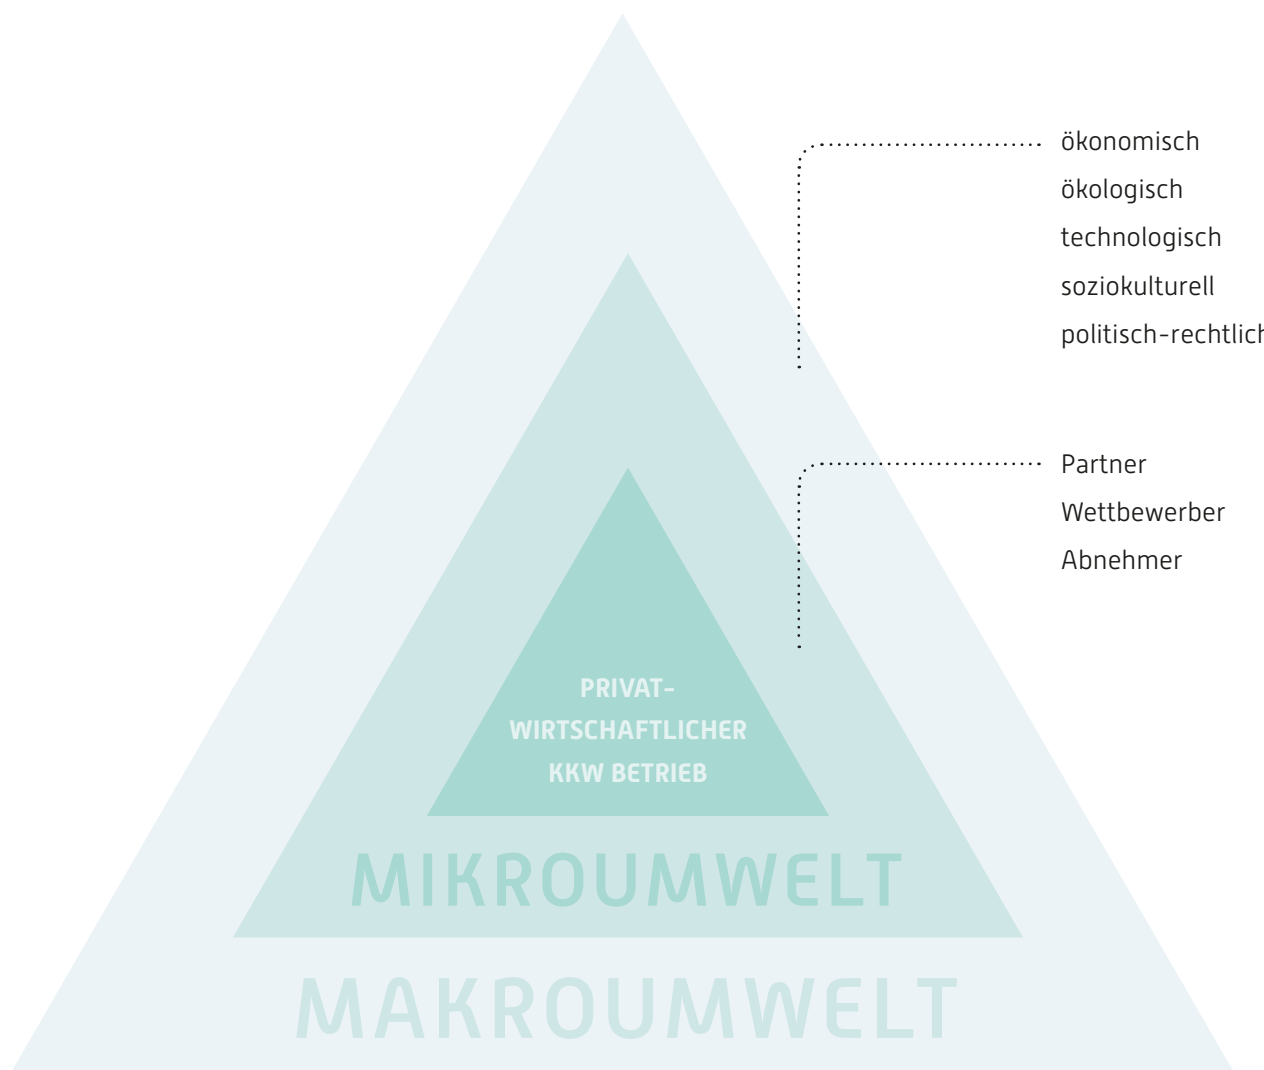 ökonomisch
ökologisch
technologisch
soziokulturell
politisch-rechtlich
Partner
Wettbewerber
Abnehmer
PRIVAT-
WIRTSCHAFTLICHER
KKW BETRIEB
MIKROUMWELT
MAKROUMWELT